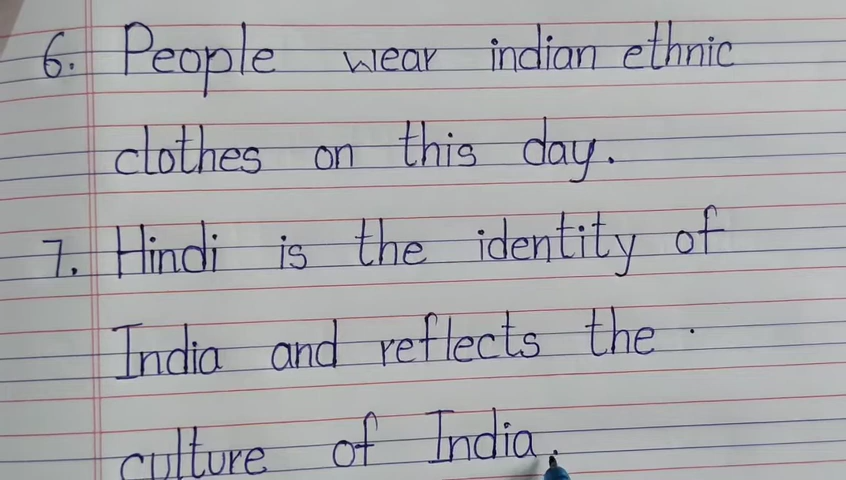 6. People wear indian ethnic
clothes on this day.
7. Hindi is the identity of
India and reflects the
culture of India.